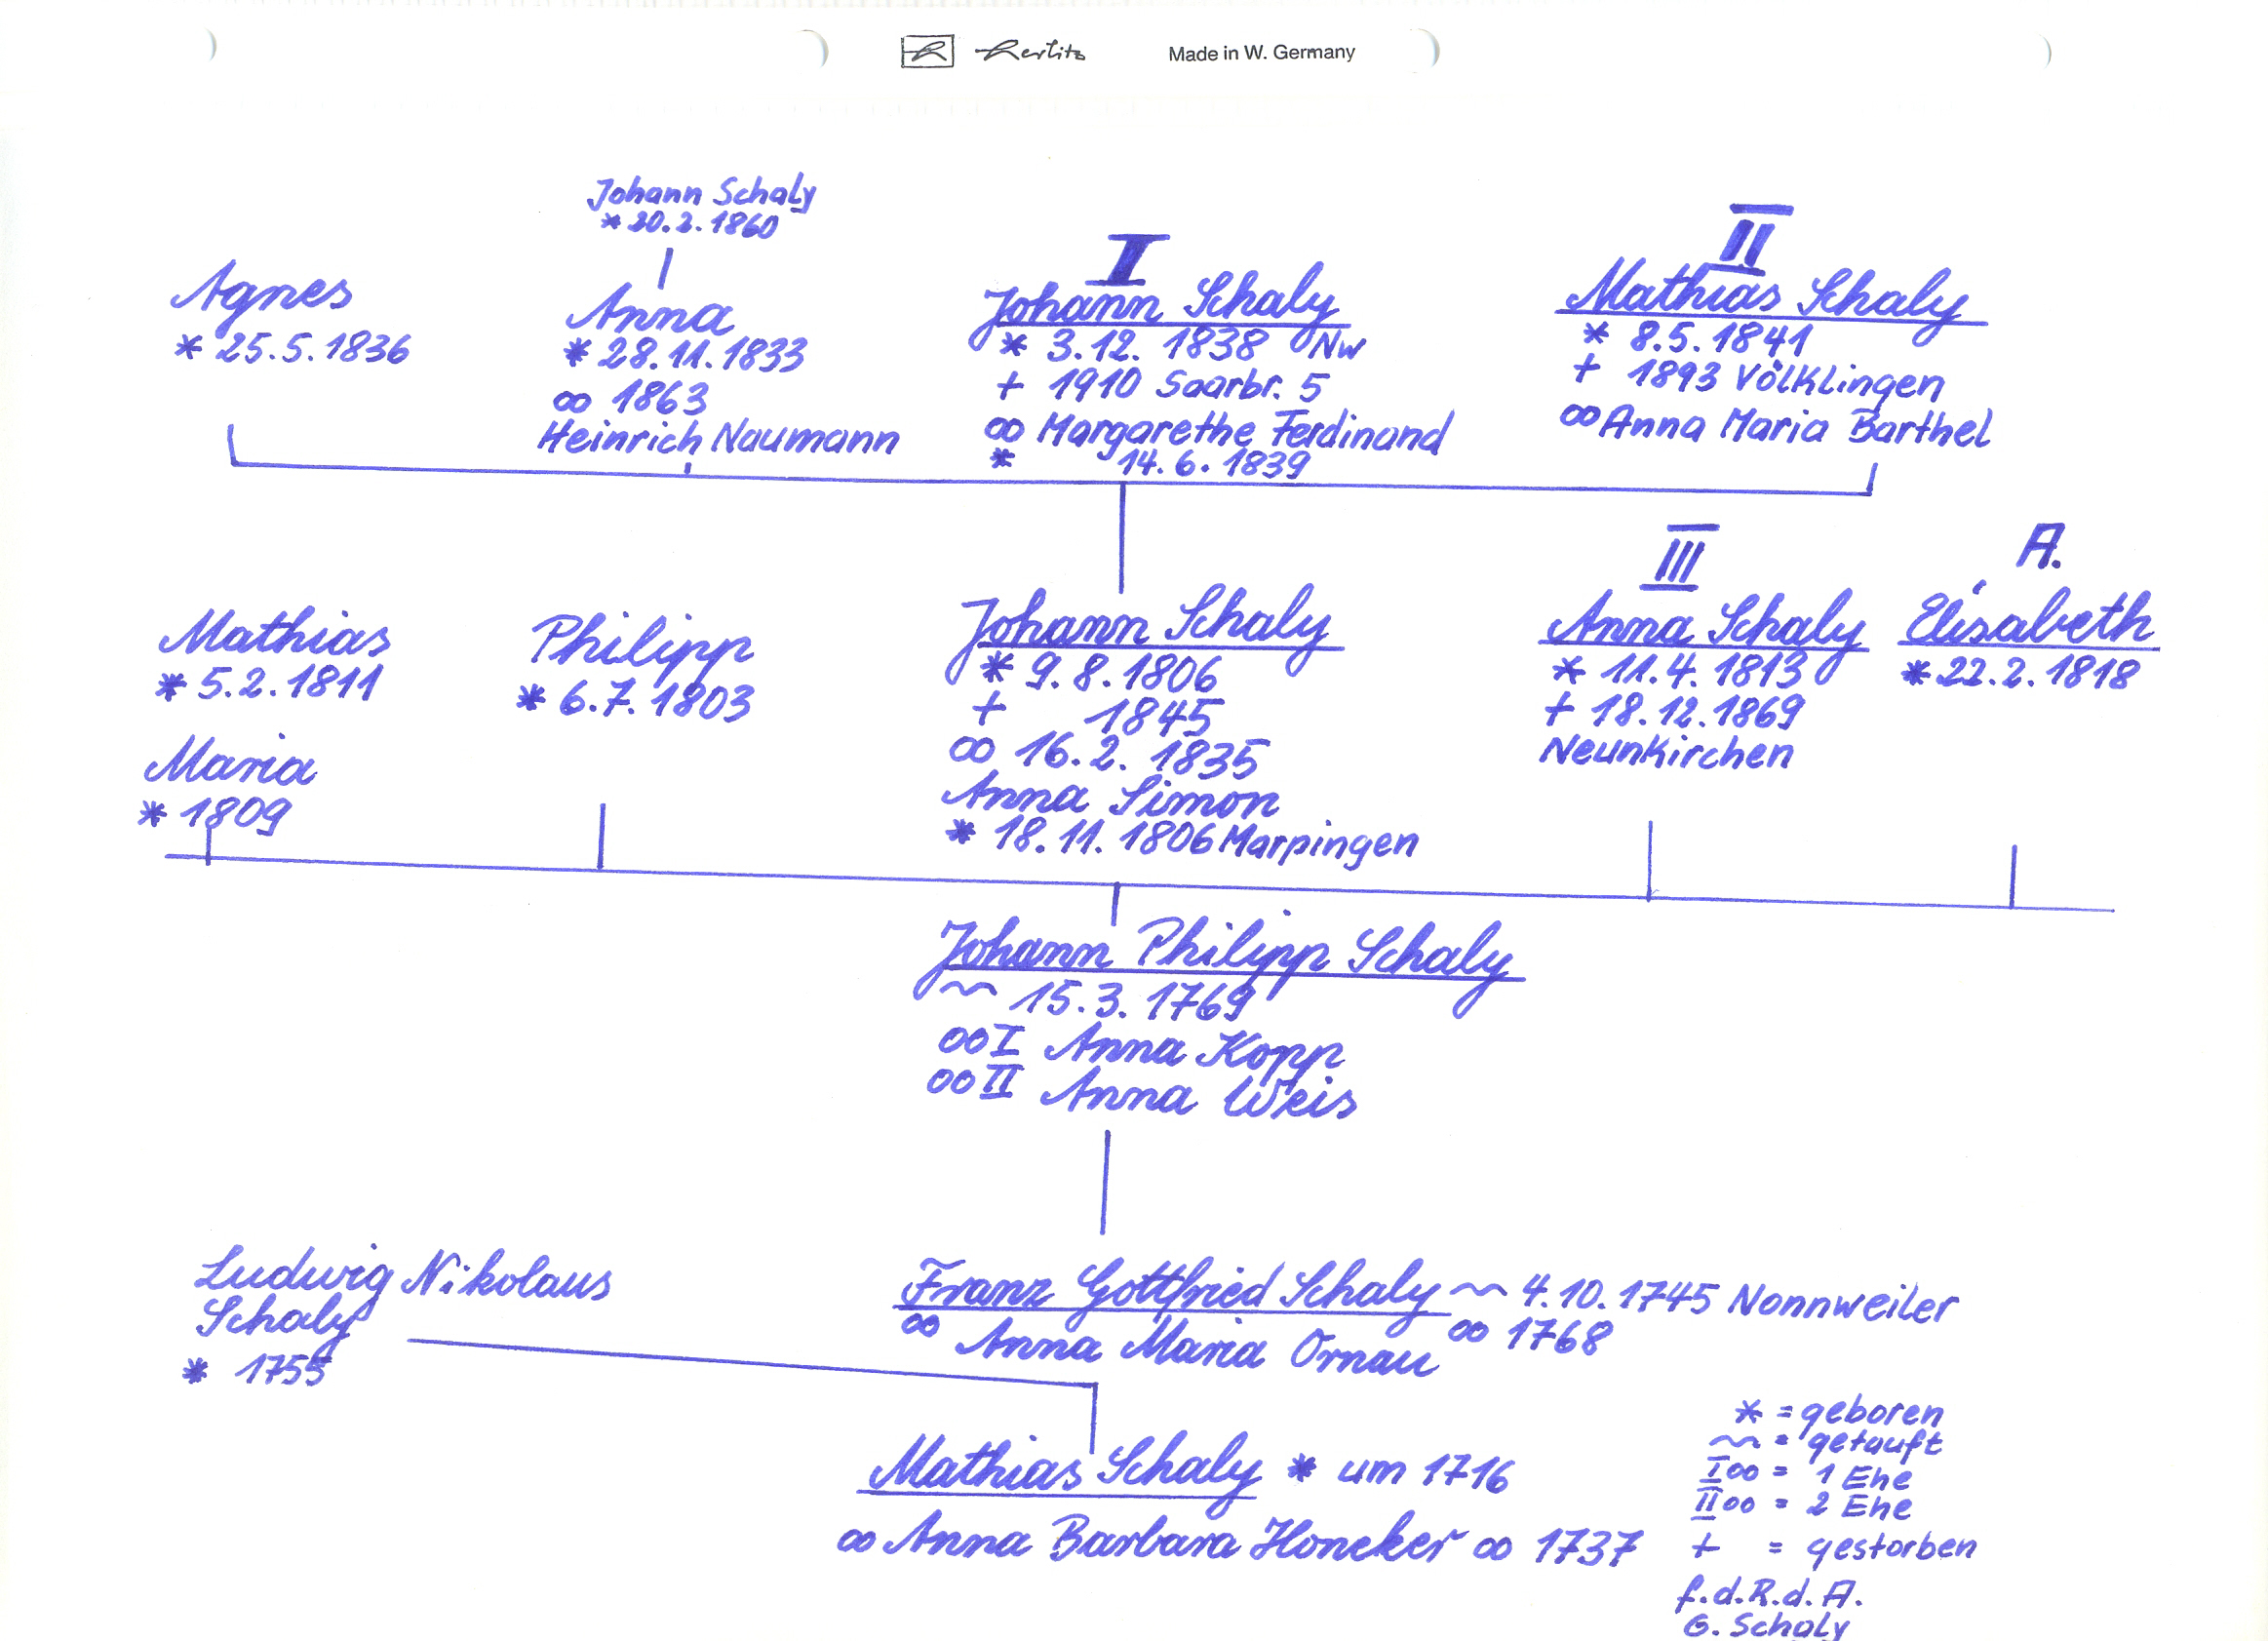 Herlitz Made in W. Germany
Johann Schaly
* 20.2.1860
Agnes
* 25.5.1836
Anna
* 28.11.1833
∞ 1863
Heinrich Naumann
I
Johann Schaly
* 3.12. 1838 Nw
+ 1910 Saarbr. 5
∞ Margarethe Ferdinand
* 14.6. 1839
II
Mathias Schaly
* 8.5.1841
+ 1893 Völklingen
∞ Anna Maria Barthel
Mathias
* 5.2.1811
Maria
* 1809
Philipp
* 6.7.1803
Johann Schaly
* 9.8.1806
+ 1845
∞ 16.2. 1835
Anna Simon
* 18.11. 1806 Marpingen
III
Anna Schaly
* 11.4.1813
+ 18.12.1869
Neunkirchen
A.
Elisabeth
* 22.2.1818
Johann Philipp Schaly
~ 15.3.1769
∞ I Anna Kopp
∞ II Anna Weis
Ludwig Nikolaus
Schaly
* 1755
Franz Gottfried Schaly ~ 4.10.1745 Nonnweiler
∞ Anna Maria Ornau ∞ 1768
Mathias Schaly * um 1716
∞ Anna Barbara Honeker ∞ 1737
* = geboren
~ = getauft
I ∞ = 1 Ehe
II ∞ = 2 Ehe
+ = gestorben
f.d.R.d.A.
G. Schaly